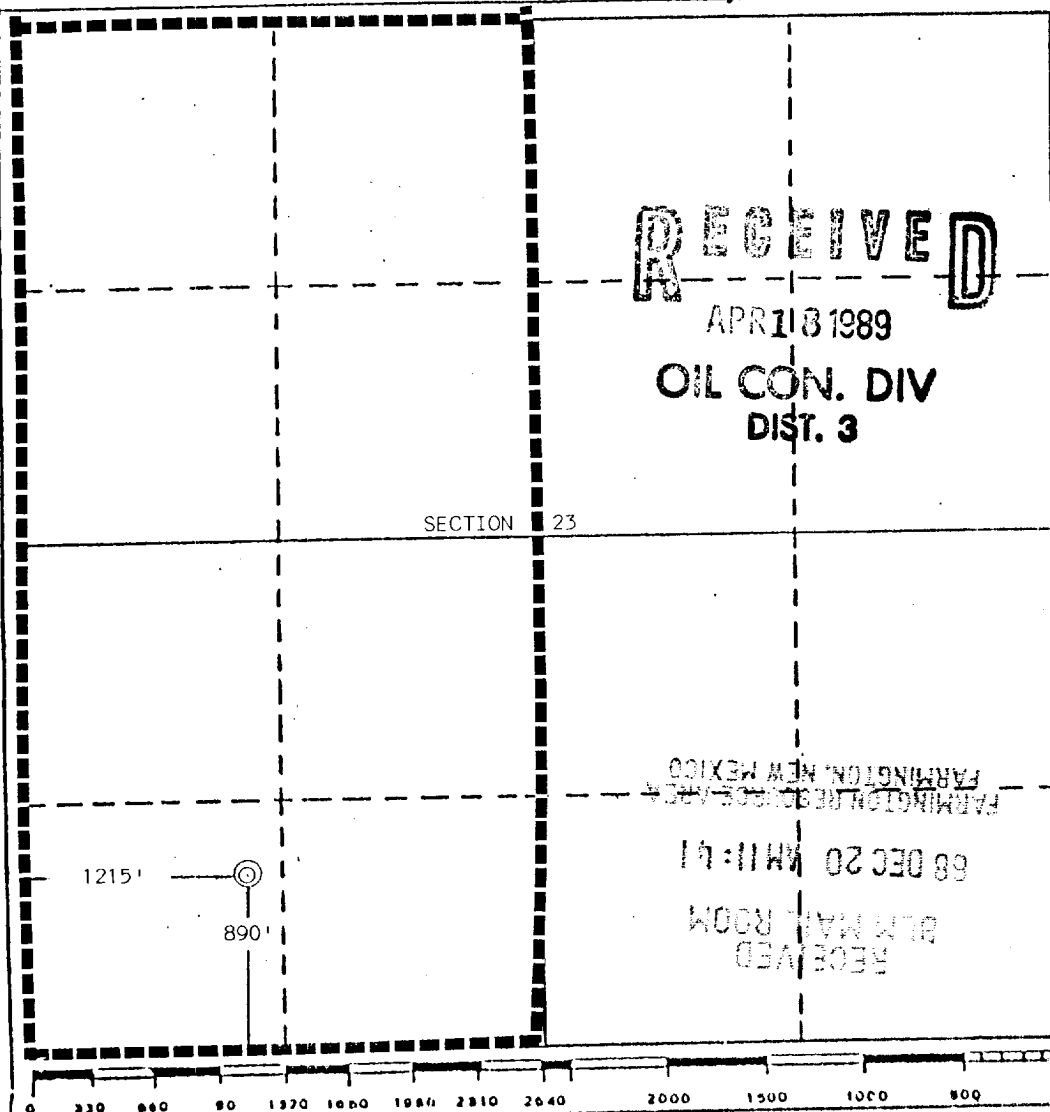 RECEIVED
APR 18 1989
OIL CON. DIV
DIST. 3
SECTION 23
FARMINGTON, NEW MEXICO
FARMINGTON RESOURCE AREA
1215'
890'
DEC 20 AM 11:41
BLM MAIL ROOM
RECEIVED
0 330 660 90 1320 1650 1980 2310 2640 2000 1500 1000 500